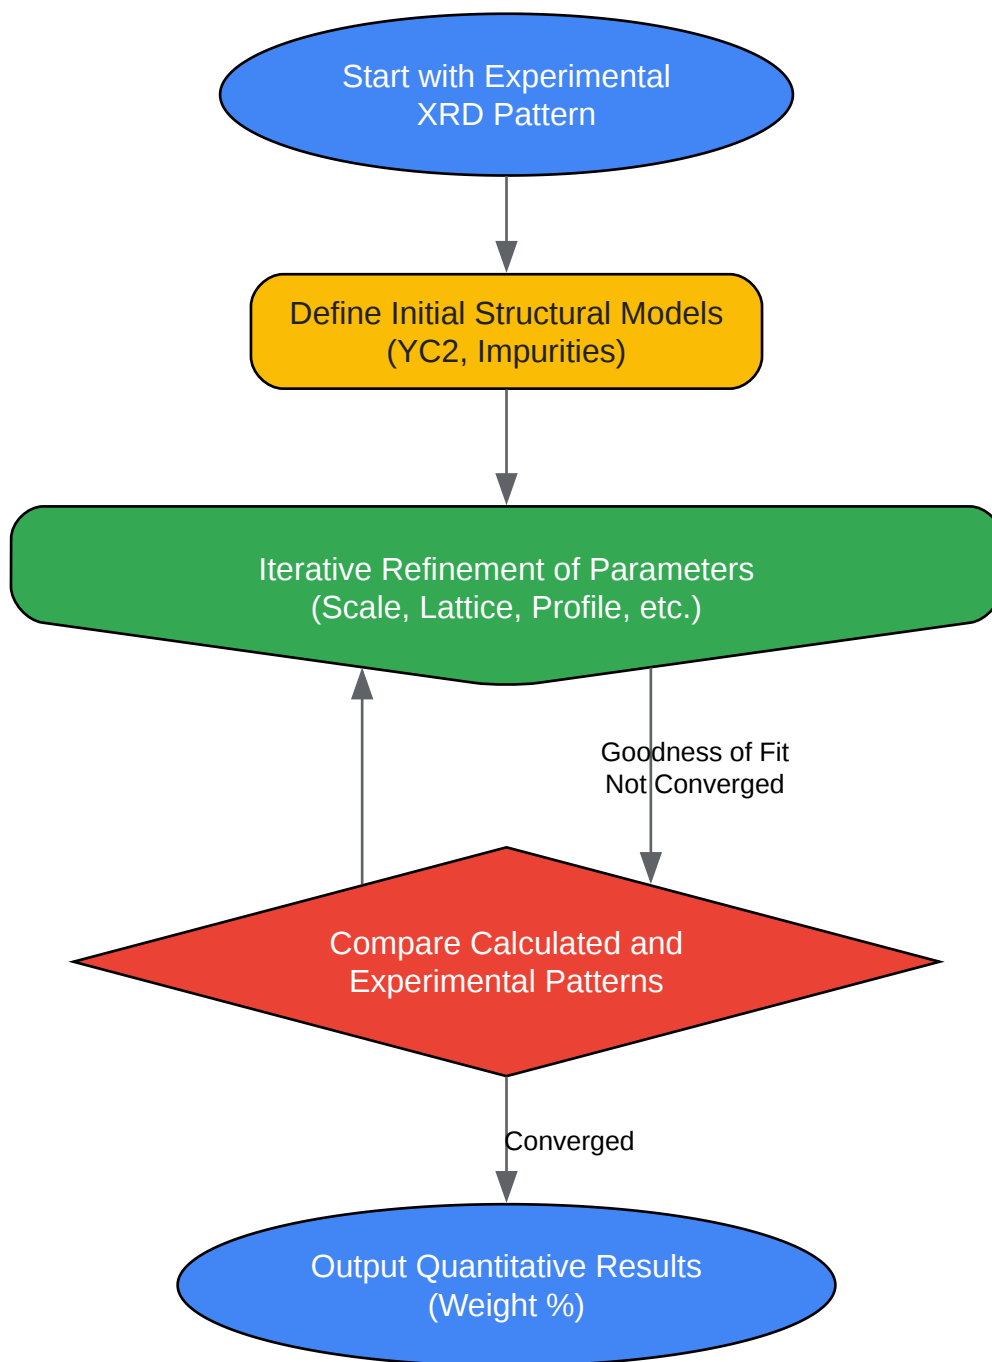 Start with Experimental
XRD Pattern
Define Initial Structural Models
(YC2, Impurities)
Iterative Refinement of Parameters
(Scale, Lattice, Profile, etc.)
Goodness of Fit
Not Converged
Compare Calculated and
Experimental Patterns
Converged
Output Quantitative Results
(Weight %)